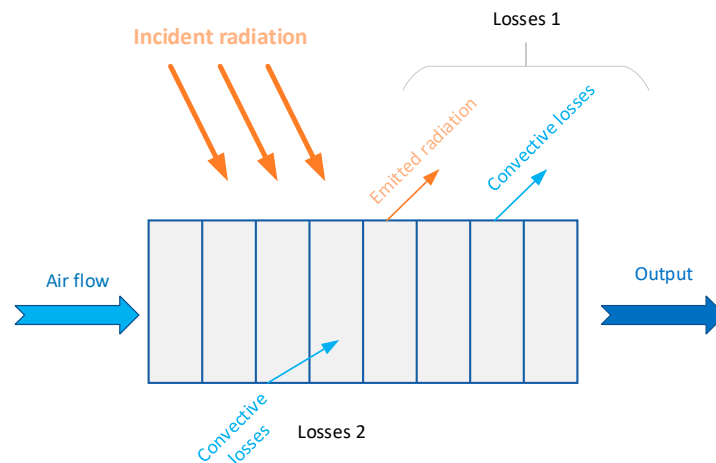 Losses 1
Incident radiation
Emitted radiation
Convective losses
Air flow
Output
Convective
losses
Losses 2